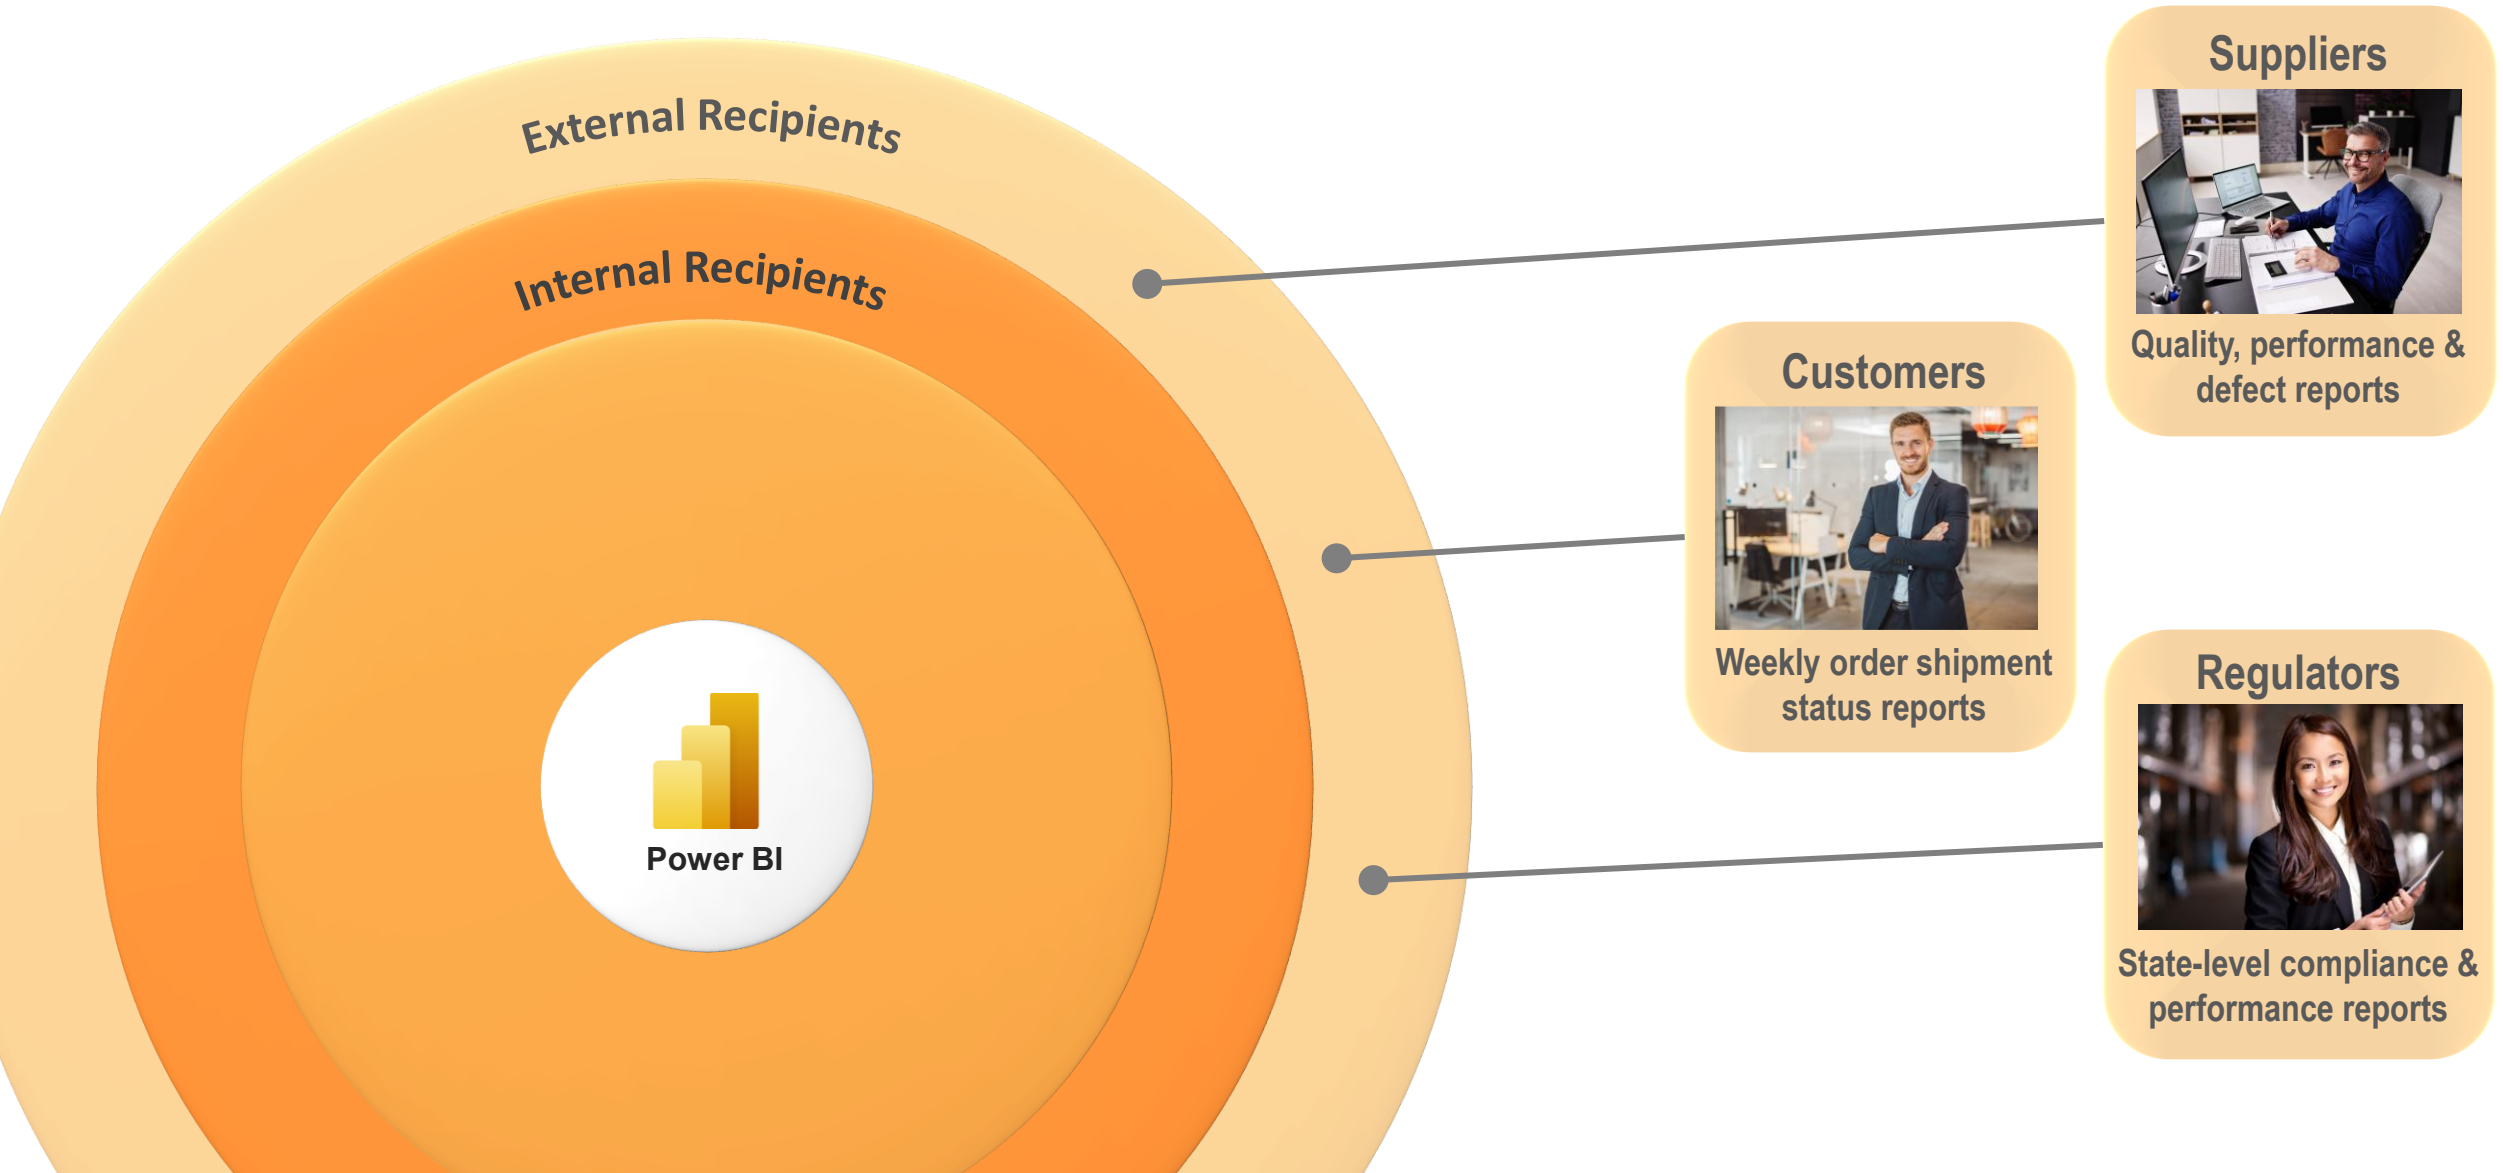 External Recipients
Internal Recipients
Power BI
Suppliers
Quality, performance &
defect reports
Customers
Weekly order shipment
status reports
Regulators
State-level compliance &
performance reports